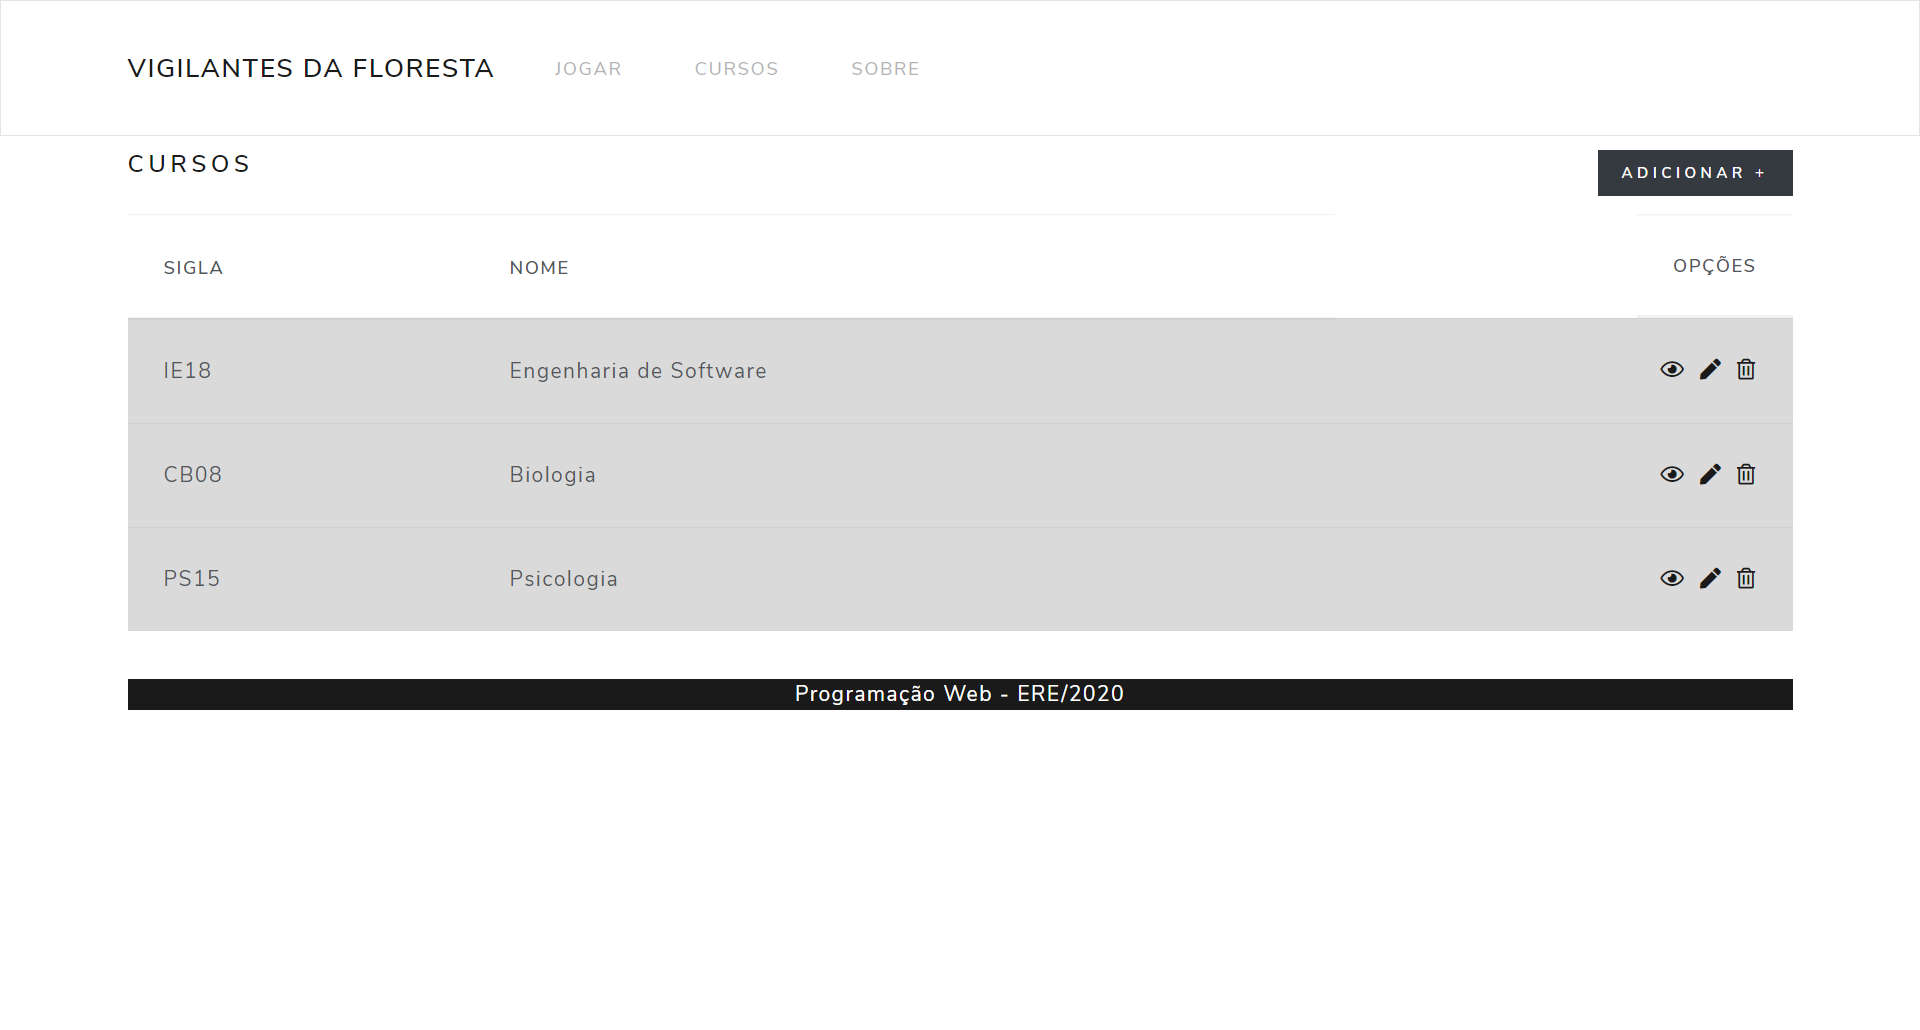 VIGILANTES DA FLORESTA JOGAR CURSOS SOBRE
CURSOS
ADICIONAR +
SIGLA NOME OPÇÕES
IE18 Engenharia de Software
CB08 Biologia
PS15 Psicologia
Programação Web - ERE/2020